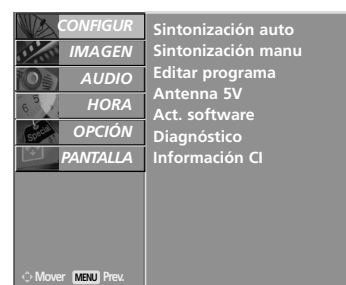 CONFIGUR
IMAGEN
AUDIO
HORA
OPCIÓN
Special
PANTALLA
Sintonización auto
Sintonización manu
Editar programa
Antenna 5V
Act. software
Diagnóstico
Información CI
Mover MENU Prev.